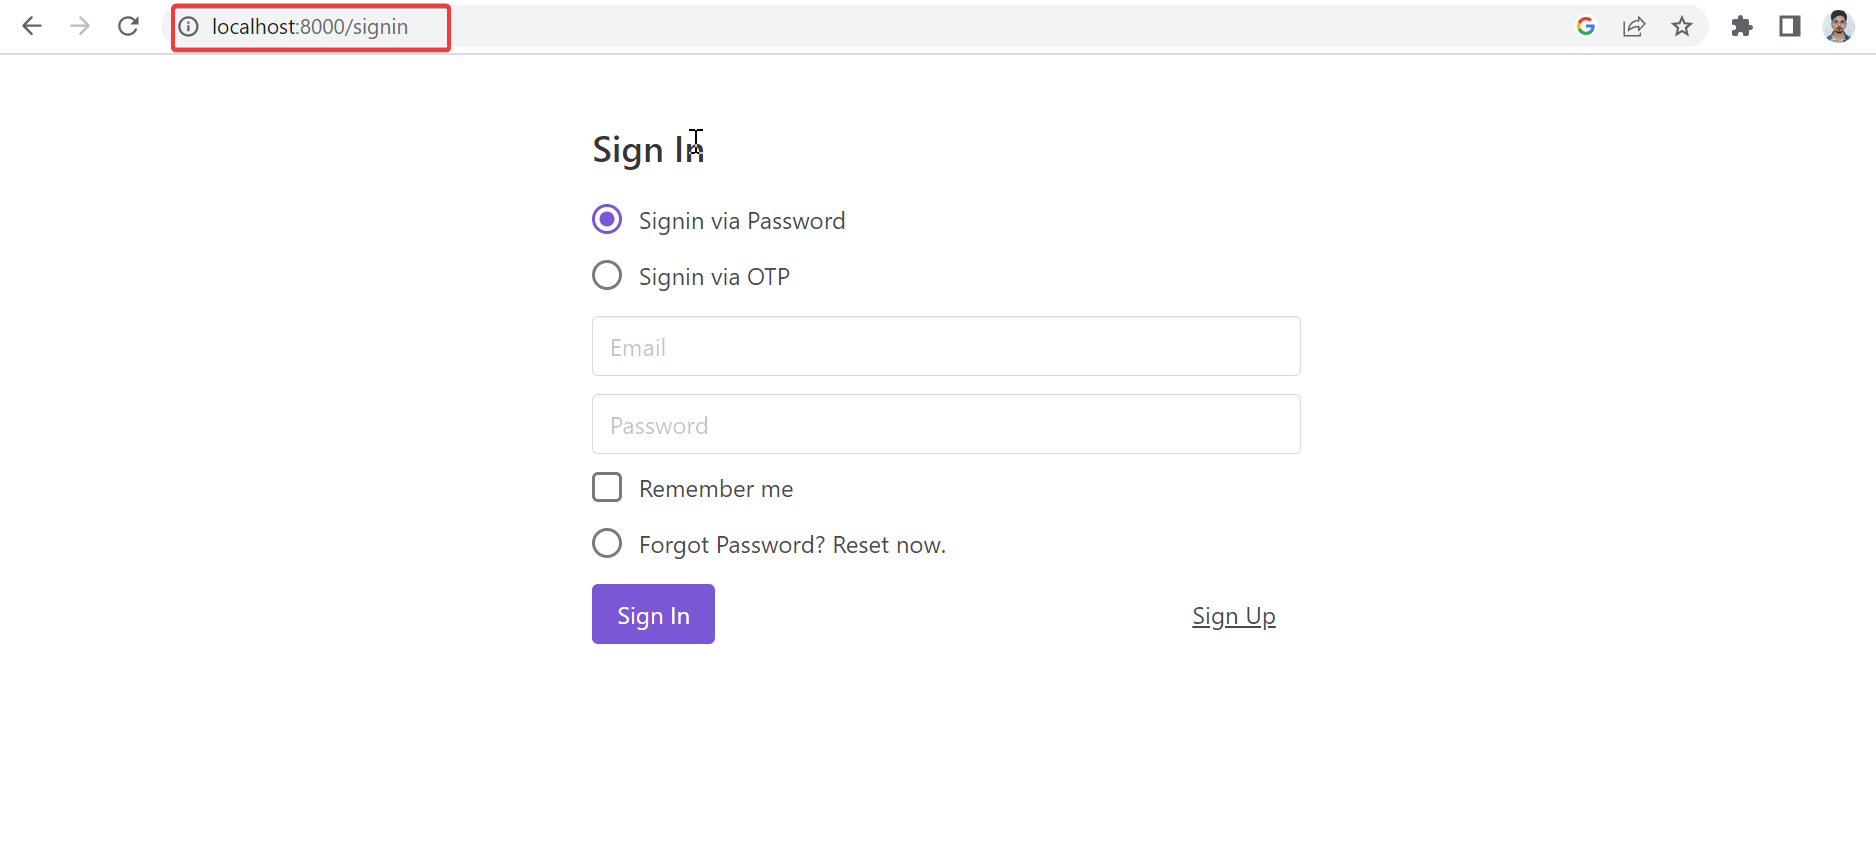 localhost:8000/signin
Sign In
Signin via Password
Signin via OTP
Email
Password
Remember me
Forgot Password? Reset now.
Sign In Sign Up